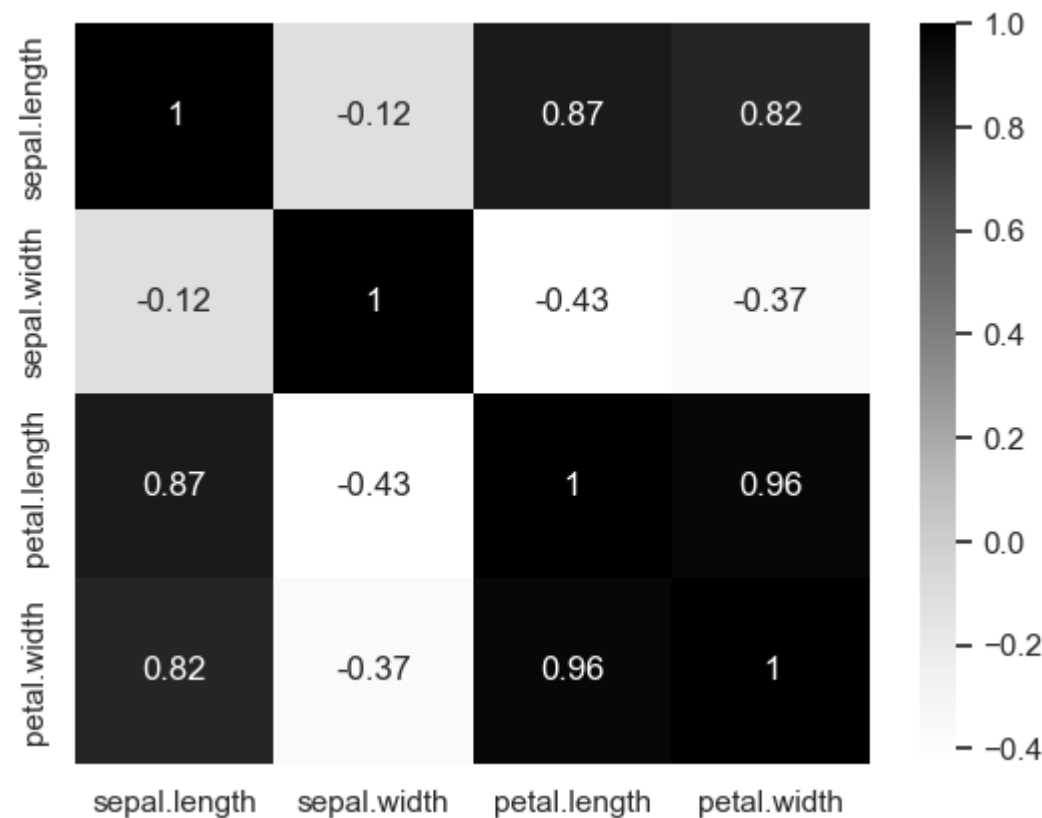 1.0
sepal.length 1 -0.12 0.87 0.82
0.8
0.6
sepal.width -0.12 1 -0.43 -0.37
0.4
0.2
petal.length 0.87 -0.43 1 0.96
0.0
−0.2
petal.width 0.82 -0.37 0.96 1
−0.4
sepal.length sepal.width petal.length petal.width